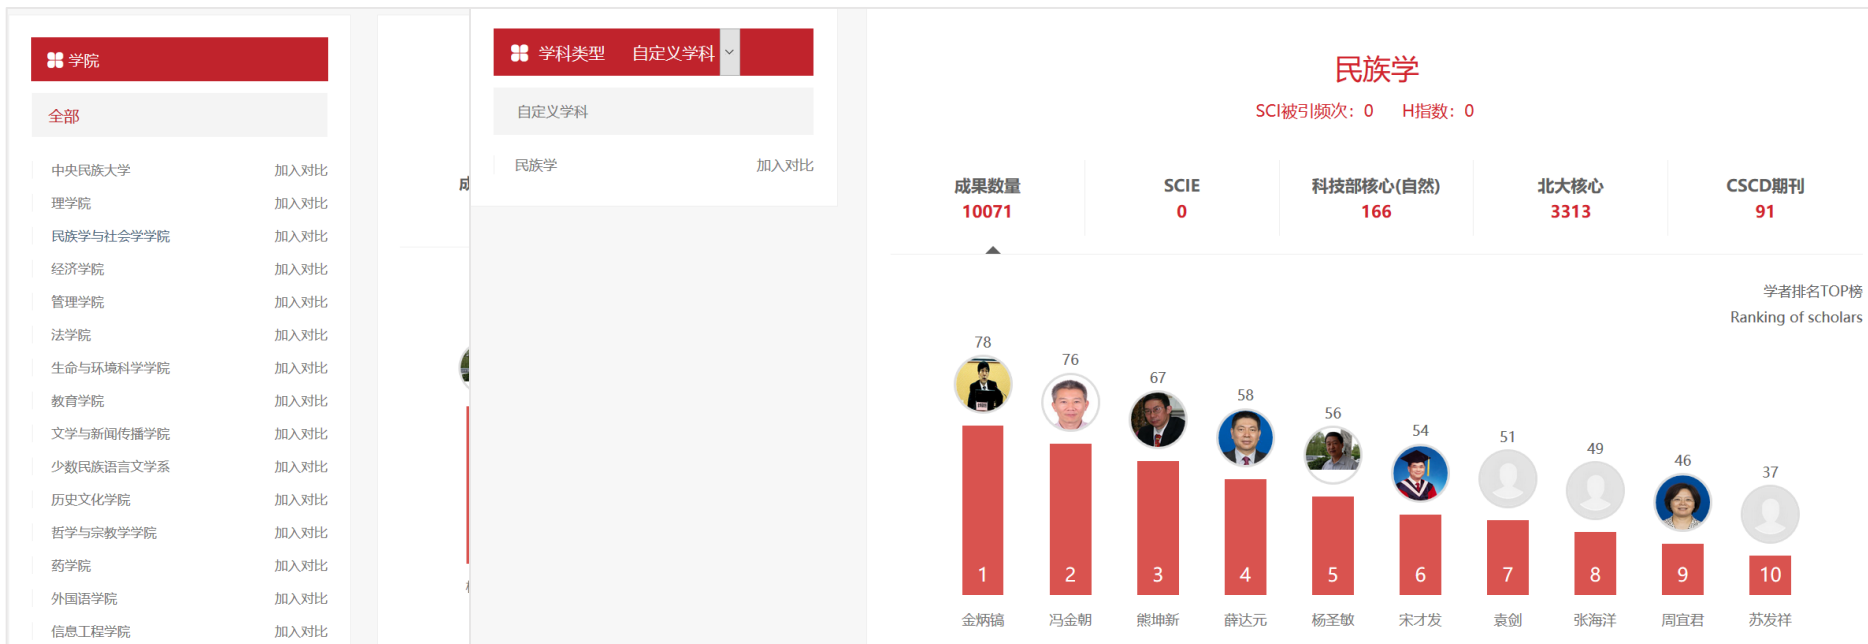 学院
全部
中央民族大学 加入对比
理学院 加入对比
民族学与社会学学院 加入对比
经济学院 加入对比
管理学院 加入对比
法学院 加入对比
生命与环境科学学院 加入对比
教育学院 加入对比
文学与新闻传播学院 加入对比
少数民族语言文学系 加入对比
历史文化学院 加入对比
哲学与宗教学学院 加入对比
药学院 加入对比
外国语学院 加入对比
信息工程学院 加入对比
学科类型 自定义学科
自定义学科
民族学 加入对比
民族学
SCI被引频次：0 H指数：0
成果数量 SCIE 科技部核心(自然) 北大核心 CSCD期刊
10071 0 166 3313 91
学者排名TOP榜
Ranking of scholars
78 76 67 58 56 54 51 49 46 37
1 2 3 4 5 6 7 8 9 10
金炳镐 冯金朝 熊坤新 薛达元 杨圣敏 宋才发 袁剑 张海洋 周宜君 苏发祥